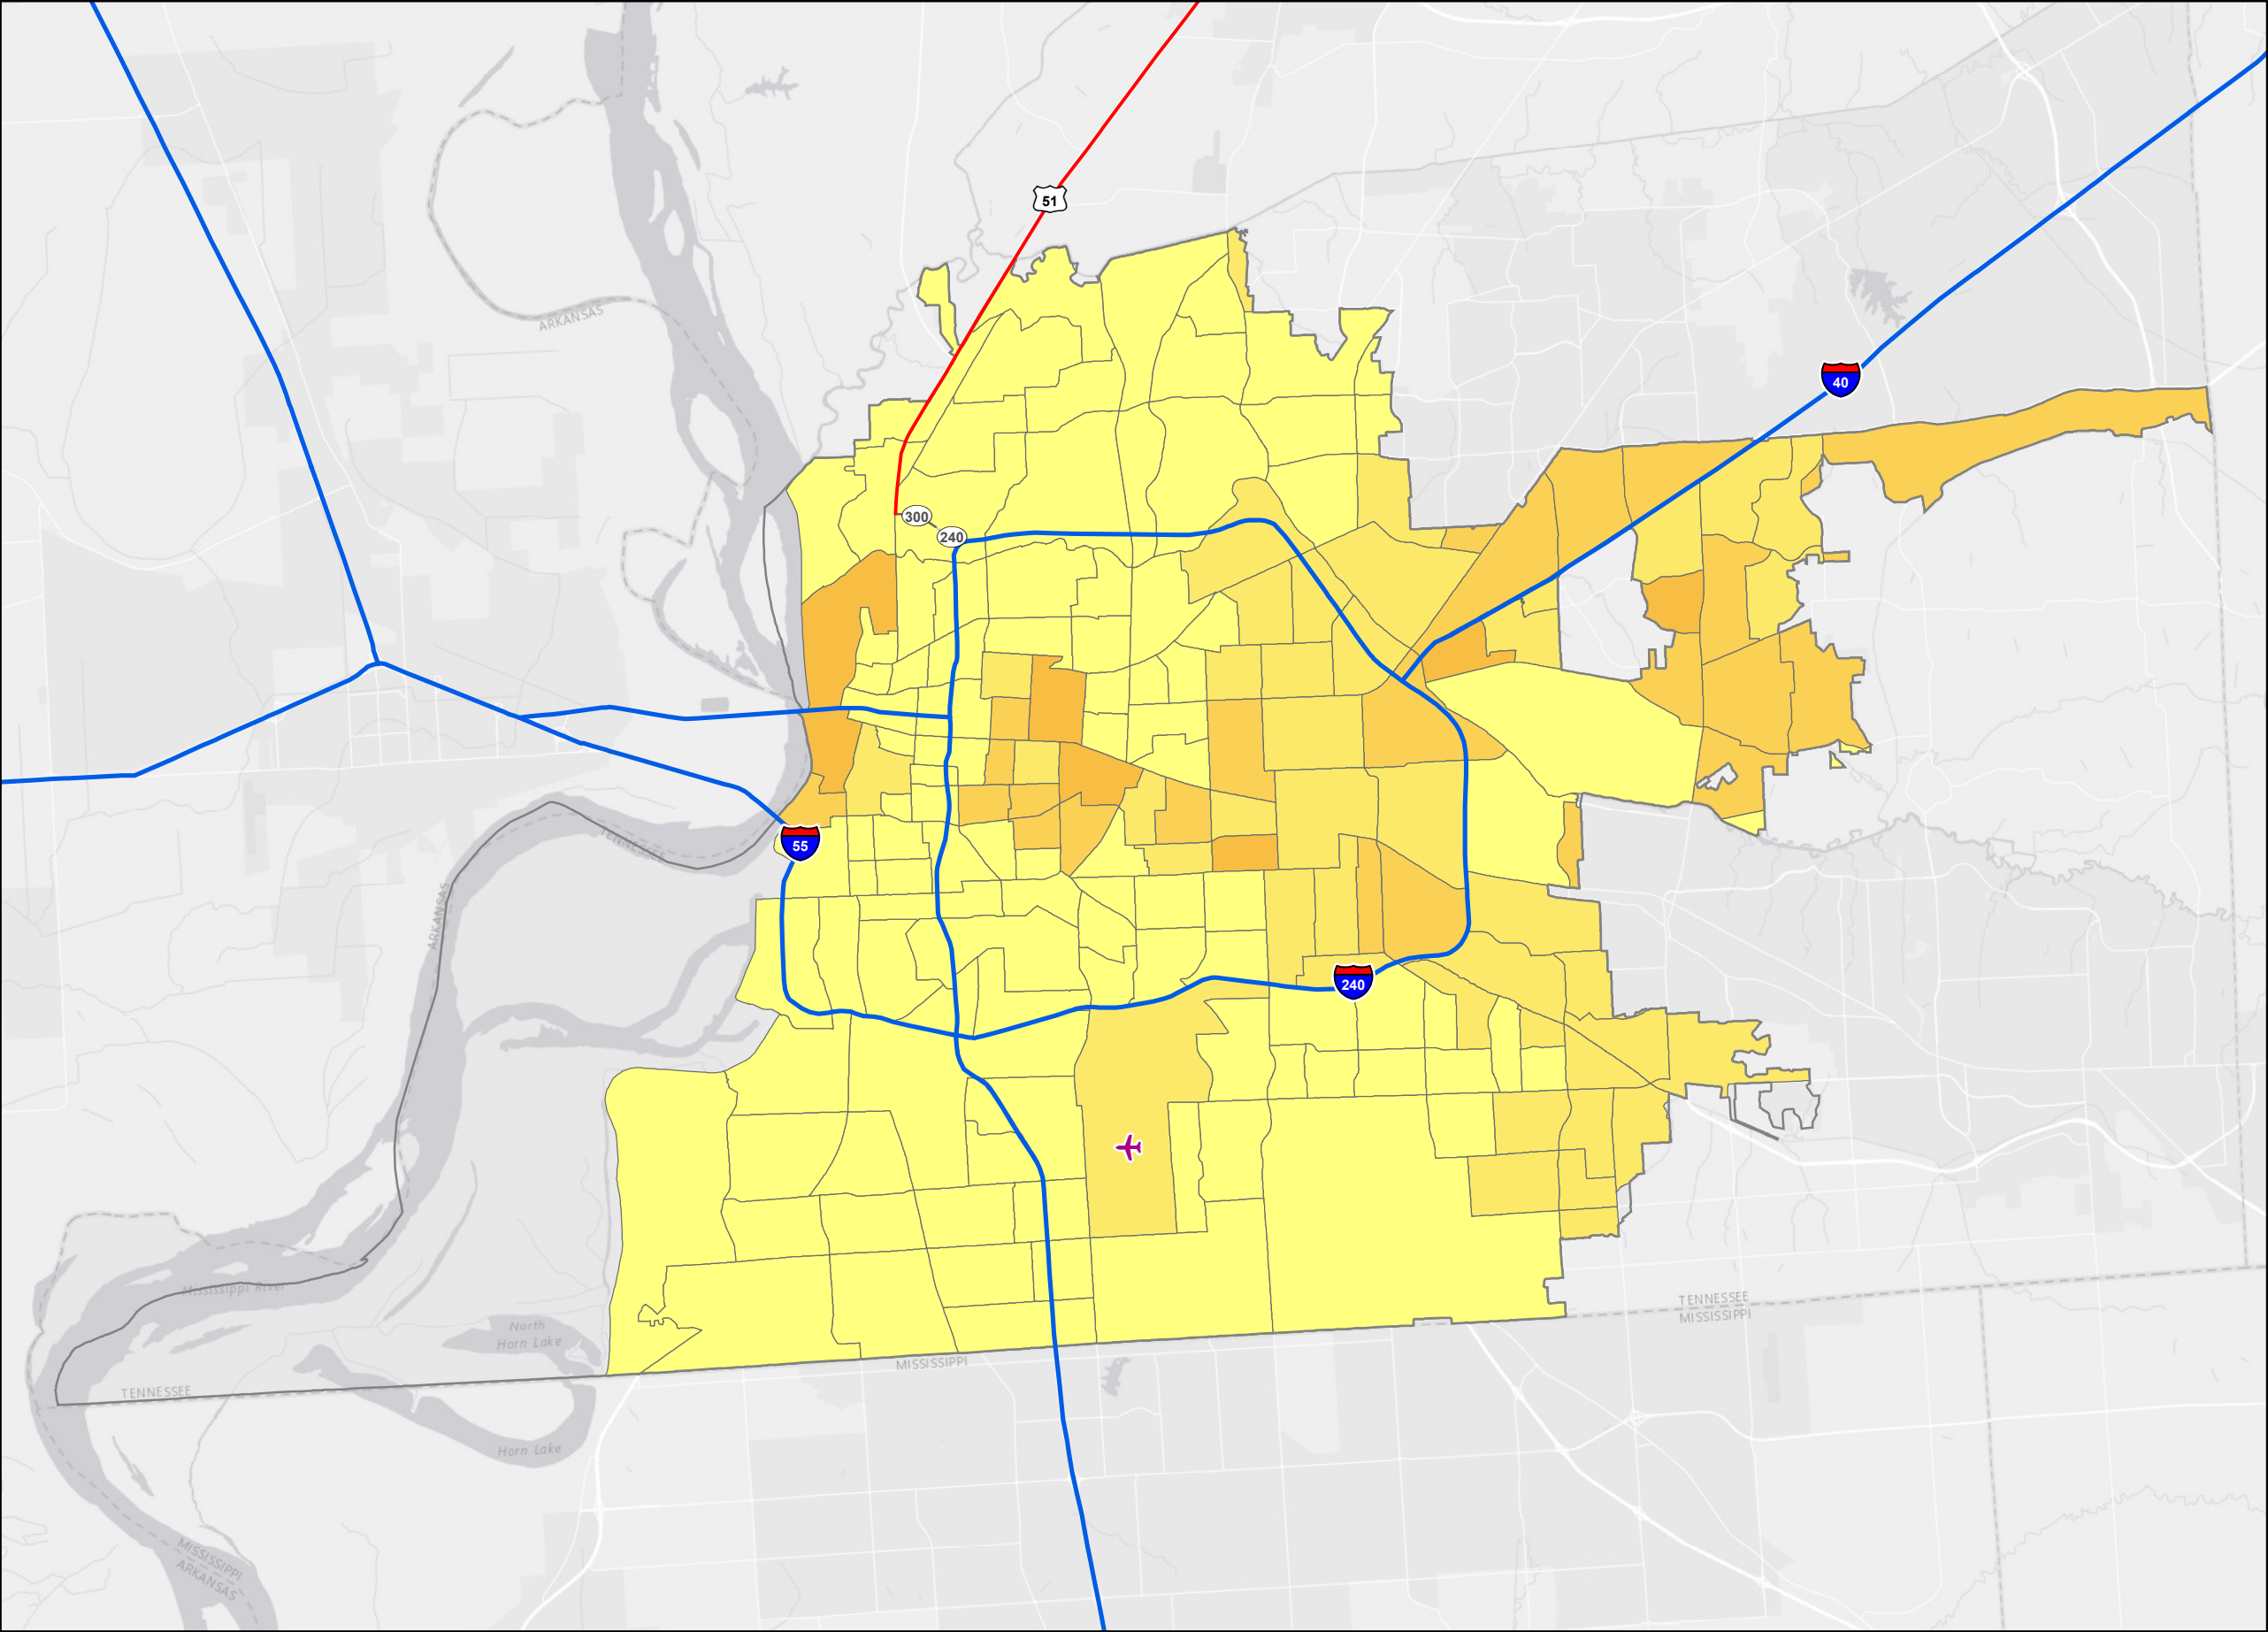 51
ARKANSAS
40
300
240
TENNESSEE
55
ARKANSAS
240
Mississippi River
TENNESSEE
MISSISSIPPI
North
Horn Lake
MISSISSIPPI
TENNESSEE
Horn Lake
MISSISSIPPI
ARKANSAS